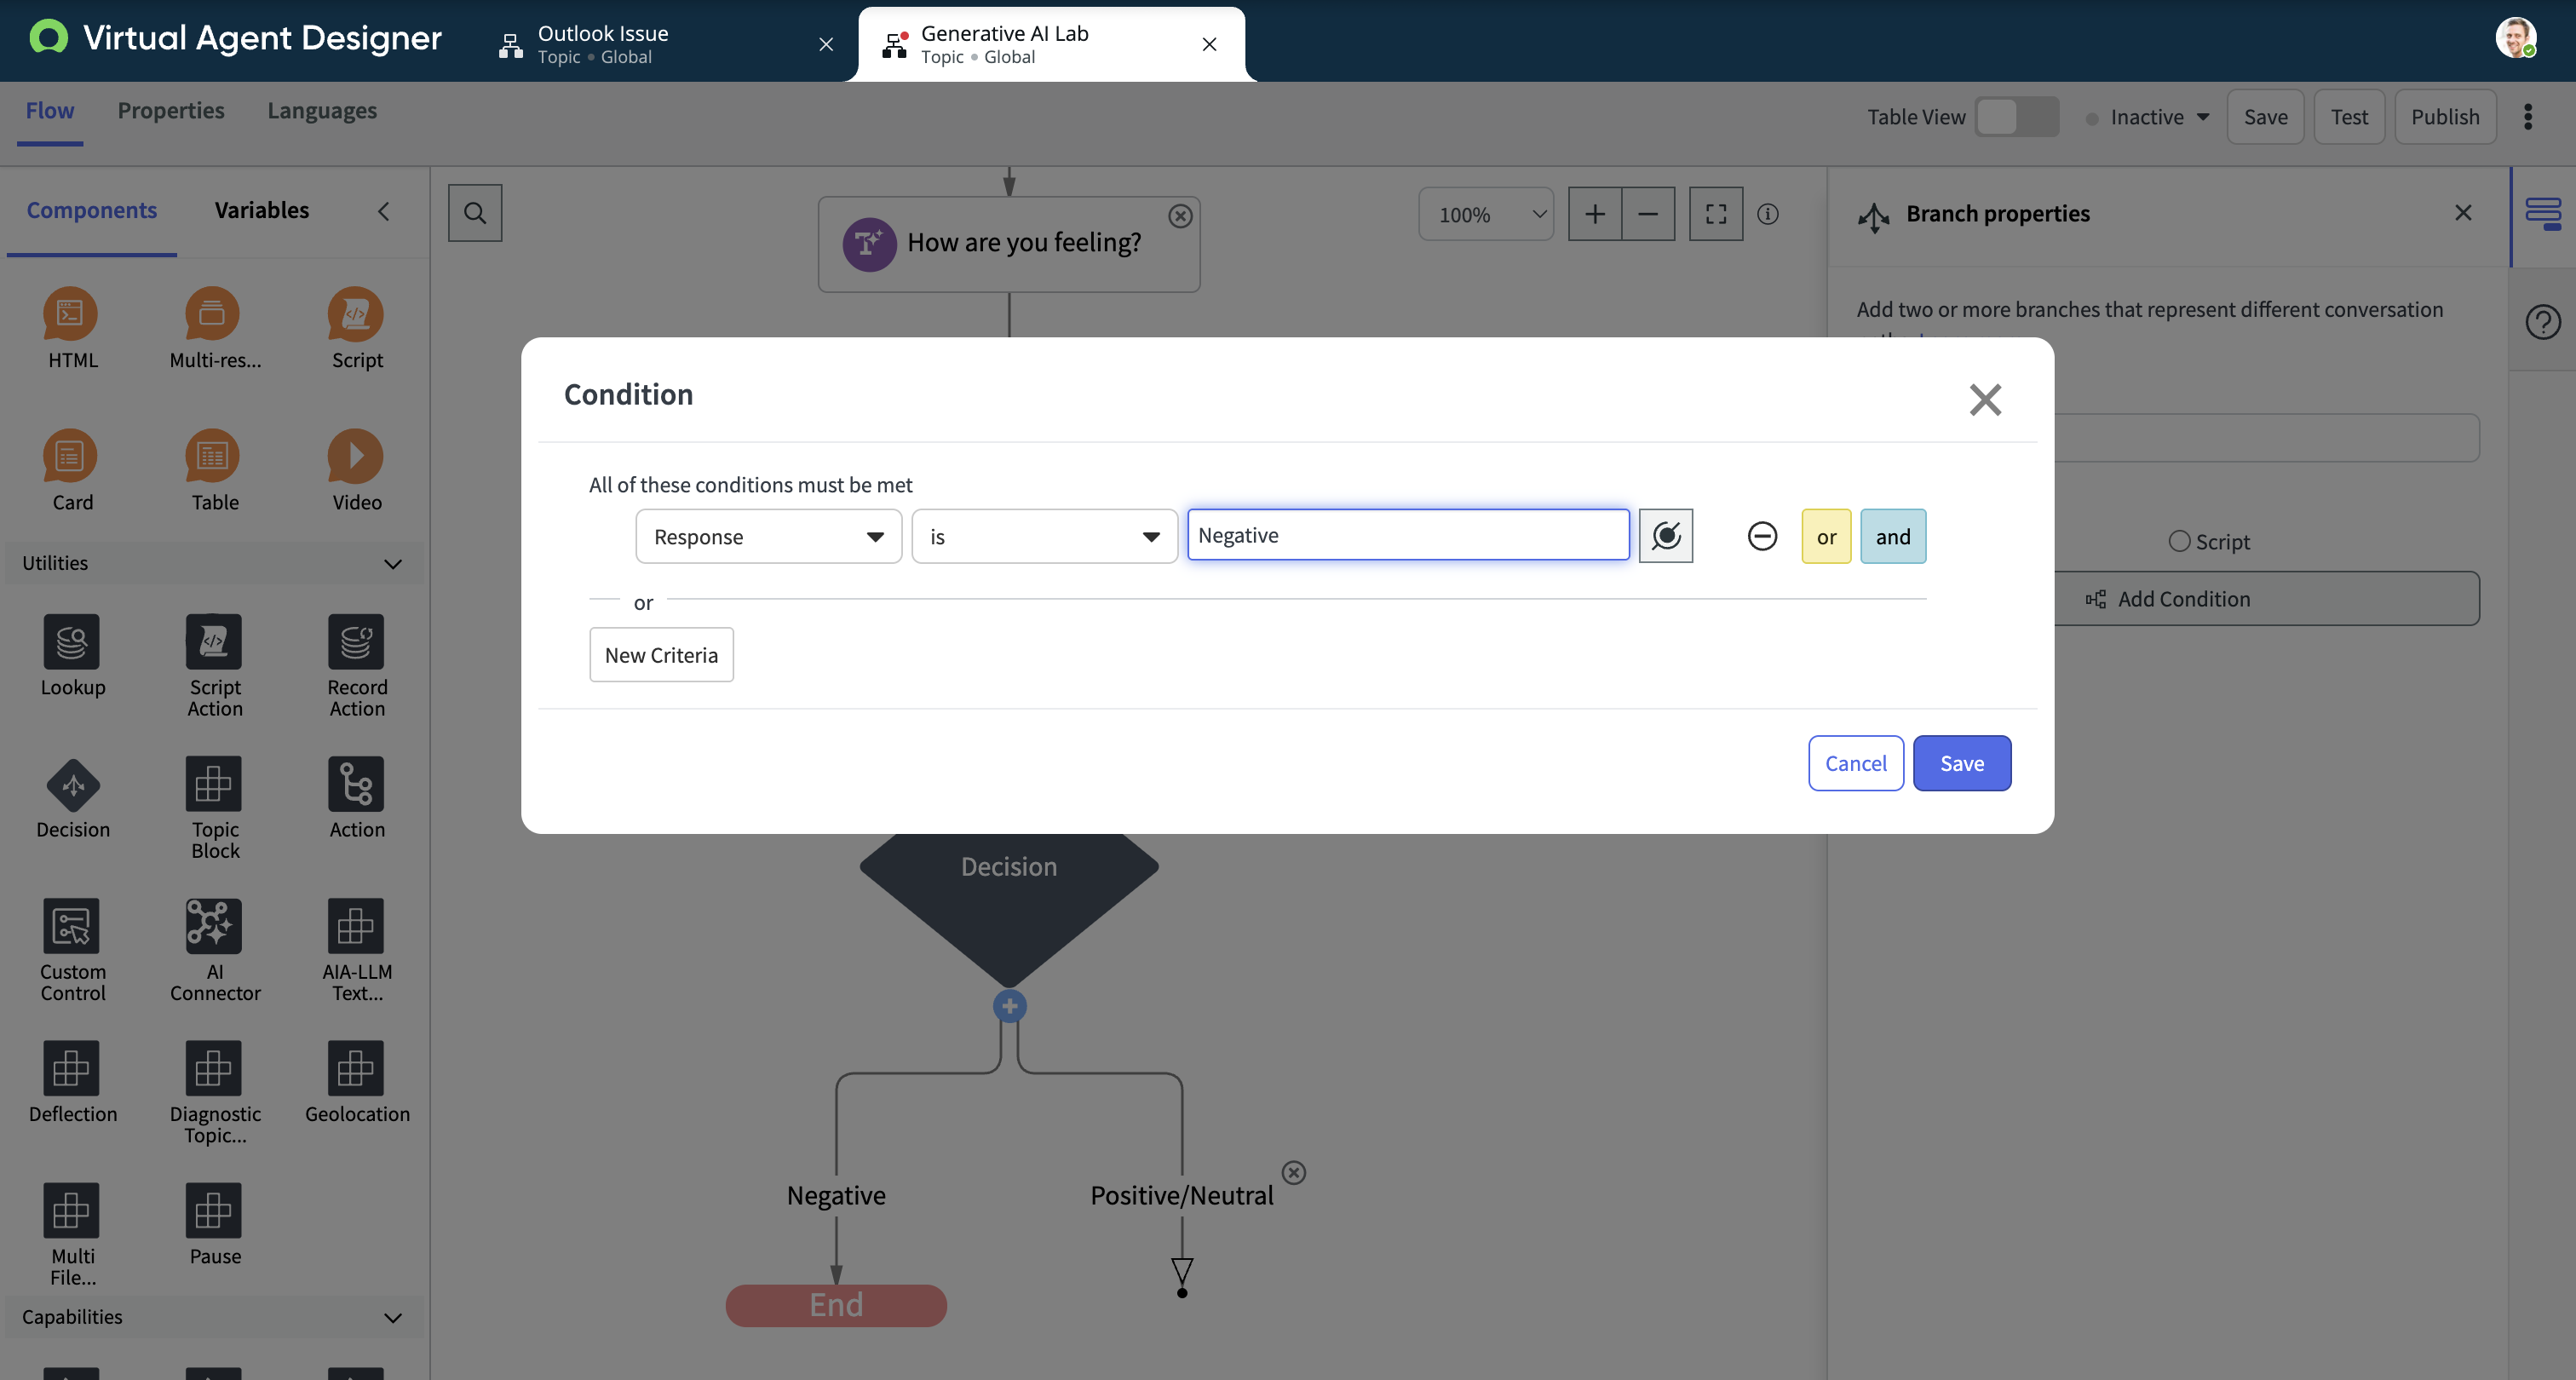 Virtual Agent Designer
Outlook Issue
Topic • Global
Generative AI Lab
Topic • Global
Flow
Properties
Languages
Table View
Inactive
Save
Test
Publish
Components
Variables
HTML
Multi-res...
Script
Card
Table
Video
Utilities
Lookup
Script
Action
Record
Action
Decision
Topic
Block
Action
Custom
Control
AI
Connector
AIA-LLM
Text...
Deflection
Diagnostic
Topic...
Geolocation
Multi
File...
Pause
Capabilities
How are you feeling?
100%
Branch properties
Add two or more branches that represent different conversation
Script
Add Condition
Condition
All of these conditions must be met
Response
is
Negative
or
and
or
New Criteria
Cancel
Save
Decision
Negative
Positive/Neutral
End